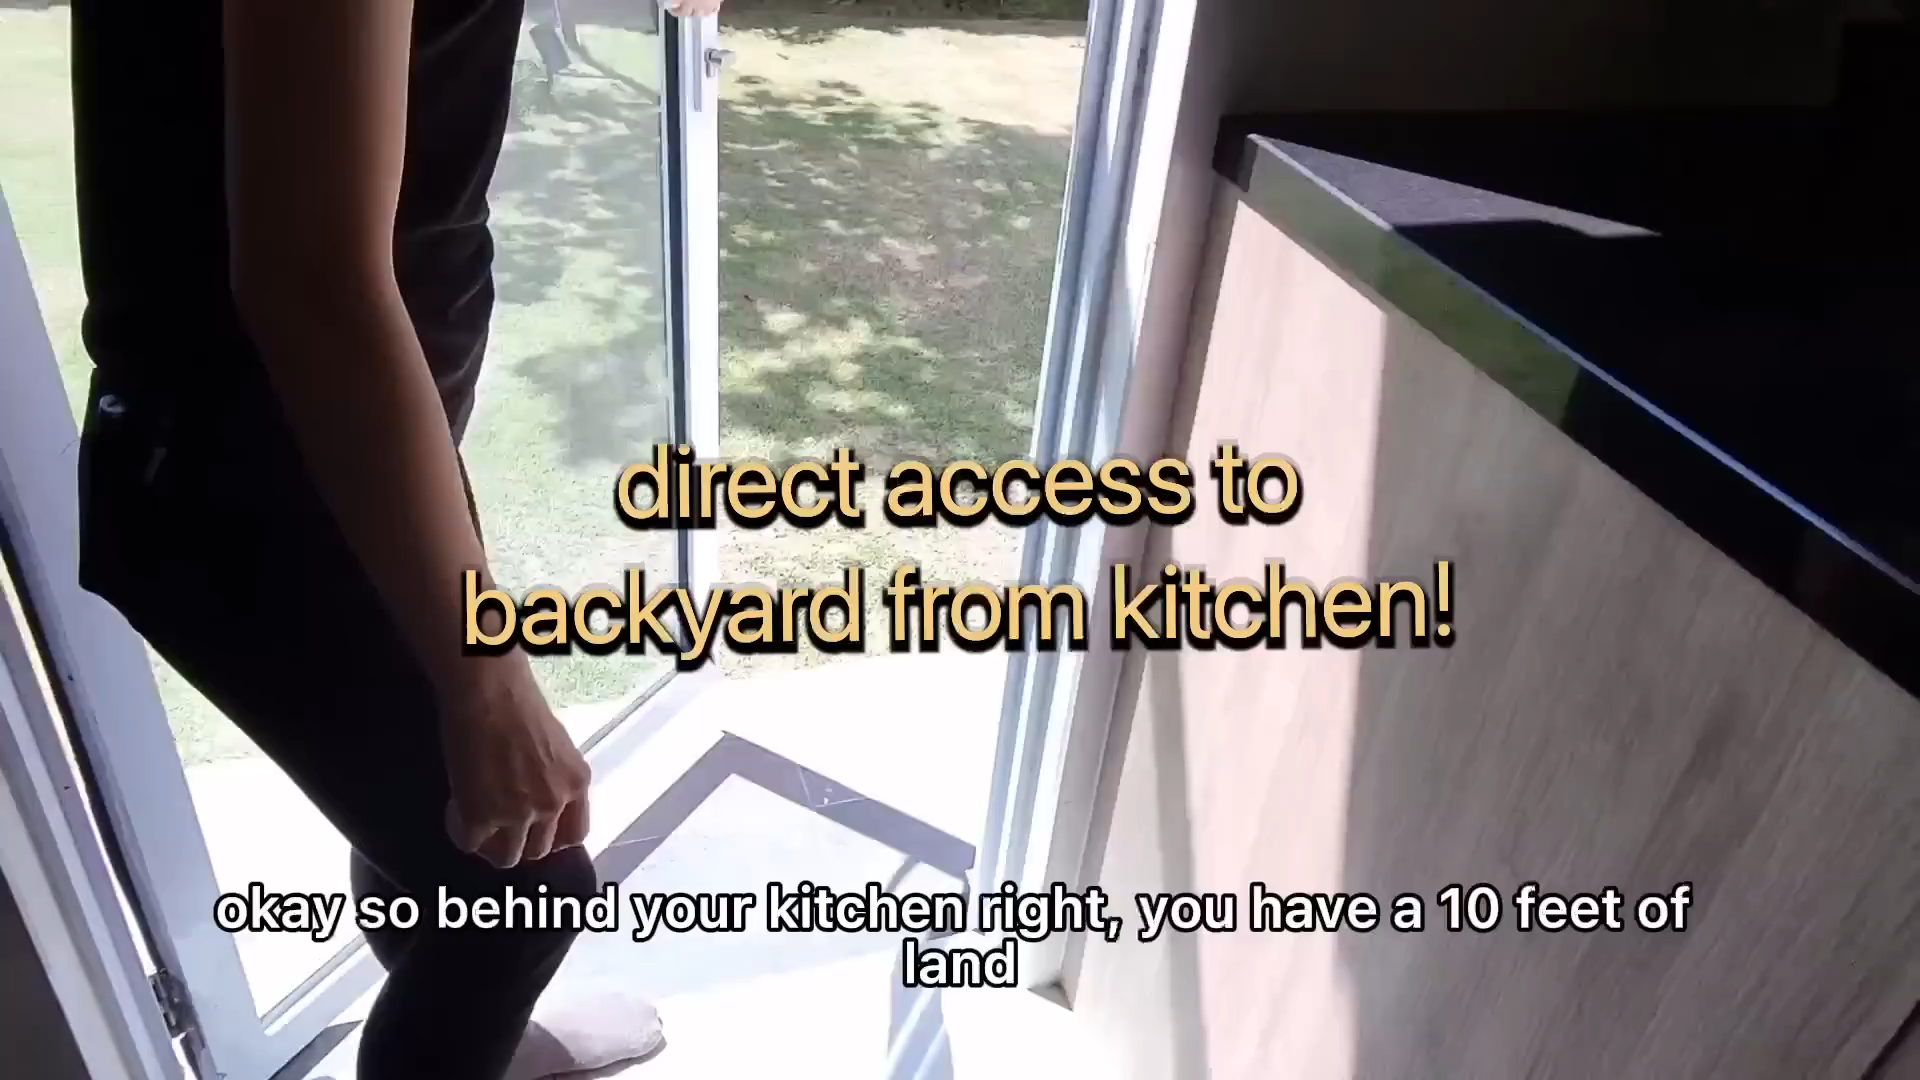 direct access to
backyard from kitchen!
okay so behind your kitchen right, you have a 10 feet of
land